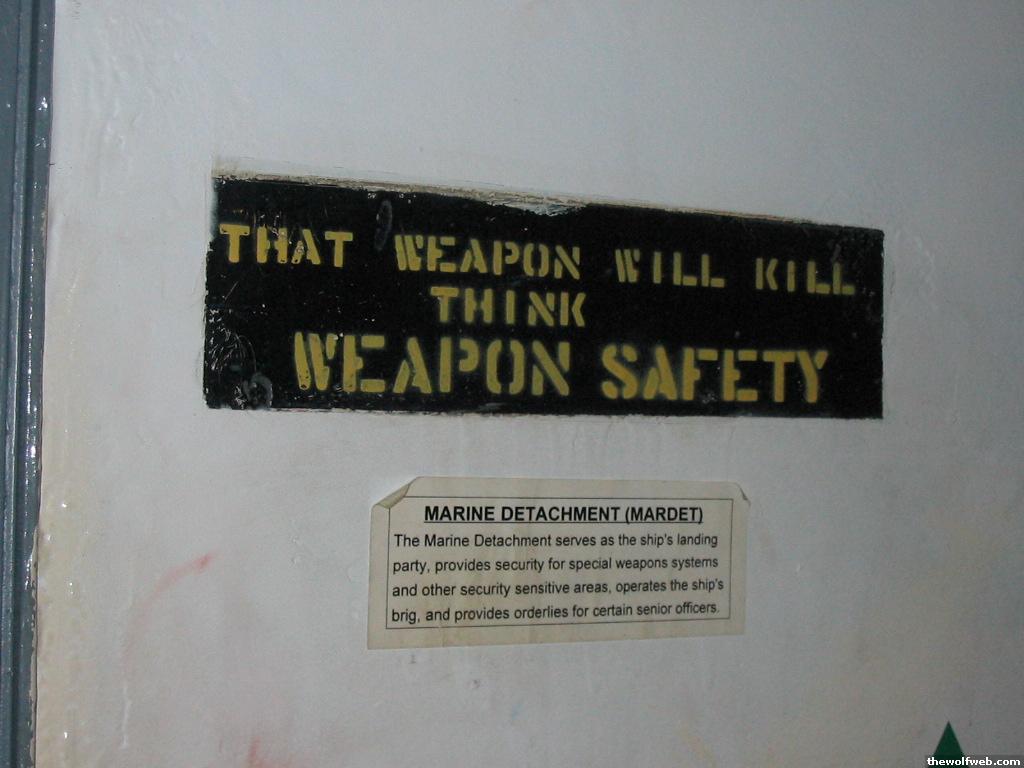 THAT WEAPON WILL KILL
THINK
WEAPON SAFETY
MARINE DETACHMENT (MARDET)
The Marine Detachment serves as the ship's landing
party, provides security for special weapons systems
and other security sensitive areas, operates the ship's
brig, and provides orderlies for certain senior officers.
thewolfweb.com